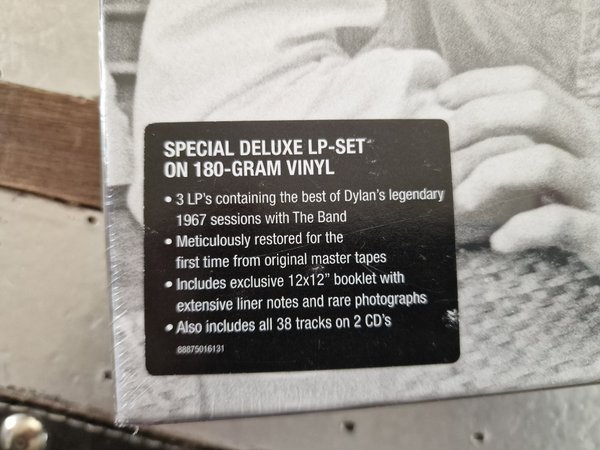 SPECIAL DELUXE LP-SET
ON 180-GRAM VINYL
• 3 LP's containing the best of Dylan's legendary
1967 sessions with The Band
• Meticulously restored for the
first time from original master tapes
• Includes exclusive 12x12" booklet with
extensive liner notes and rare photographs
• Also includes all 38 tracks on 2 CD's
88875016131